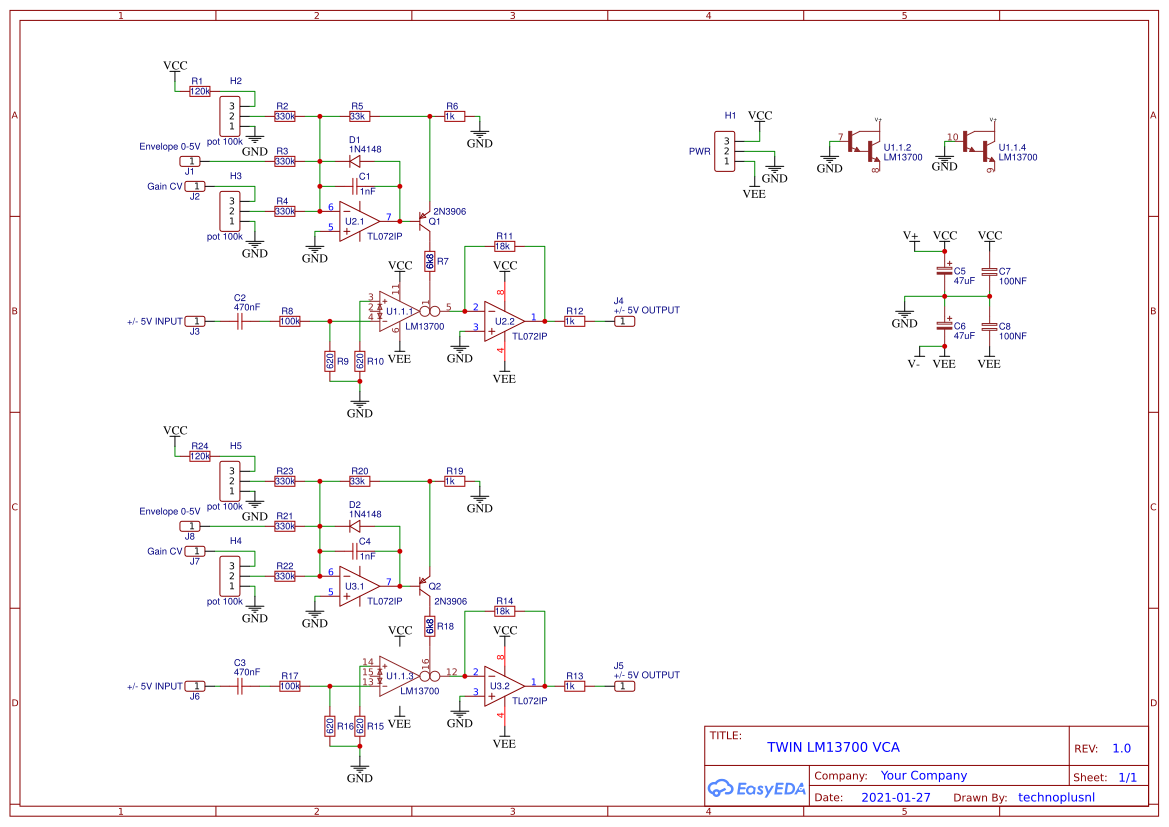 1 2 3 4 5
A
B
C
D
A
B
C
D
1 2 3 4 5
VCC
R1
120k
H2
3
2
1
pot 100k
GND
R2
330k
R5
33k
R6
1k
GND
Envelope 0-5V
1
J1
R3
330k
D1
1N4148
Gain CV
1
J2
H3
3
2
1
pot 100k
GND
R4
330k
C1
1nF
6
5
U2.1
7
TL072IP
GND
2N3906
Q1
6k8
R7
R11
18k
VCC
11
3
2
4
U1.1.1
LM13700
1
5
6
VEE
VCC
8
2
3
U2.2
1
TL072IP
4
VEE
GND
R12
1k
J4
+/- 5V OUTPUT
1
+/- 5V INPUT
1
J3
C2
470nF
R8
100k
620
R9
620
R10
GND
H1
VCC
PWR
3
2
1
GND
VEE
V+
7
U1.1.2
LM13700
8
GND
V+
10
U1.1.4
LM13700
9
GND
V+
VCC
VCC
C5
47uF
C7
100NF
GND
C6
47uF
C8
100NF
V-
VEE
VEE
VCC
R24
120k
H5
3
2
1
pot 100k
GND
R23
330k
R20
33k
R19
1k
GND
Envelope 0-5V
1
J8
R21
330k
D2
1N4148
Gain CV
1
J7
H4
3
2
1
pot 100k
GND
R22
330k
C4
1nF
6
5
U3.1
7
TL072IP
GND
Q2
2N3906
6k8
R18
R14
18k
VCC
14
15
13
U1.1.3
LM13700
16
12
VEE
VCC
8
2
3
U3.2
1
TL072IP
4
VEE
GND
R13
1k
J5
+/- 5V OUTPUT
1
+/- 5V INPUT
1
J6
C3
470nF
R17
100k
620
R16
620
R15
GND
TITLE:
TWIN LM13700 VCA
REV: 1.0
EasyEDA
Company: Your Company
Sheet: 1/1
Date: 2021-01-27 Drawn By: technoplusnl